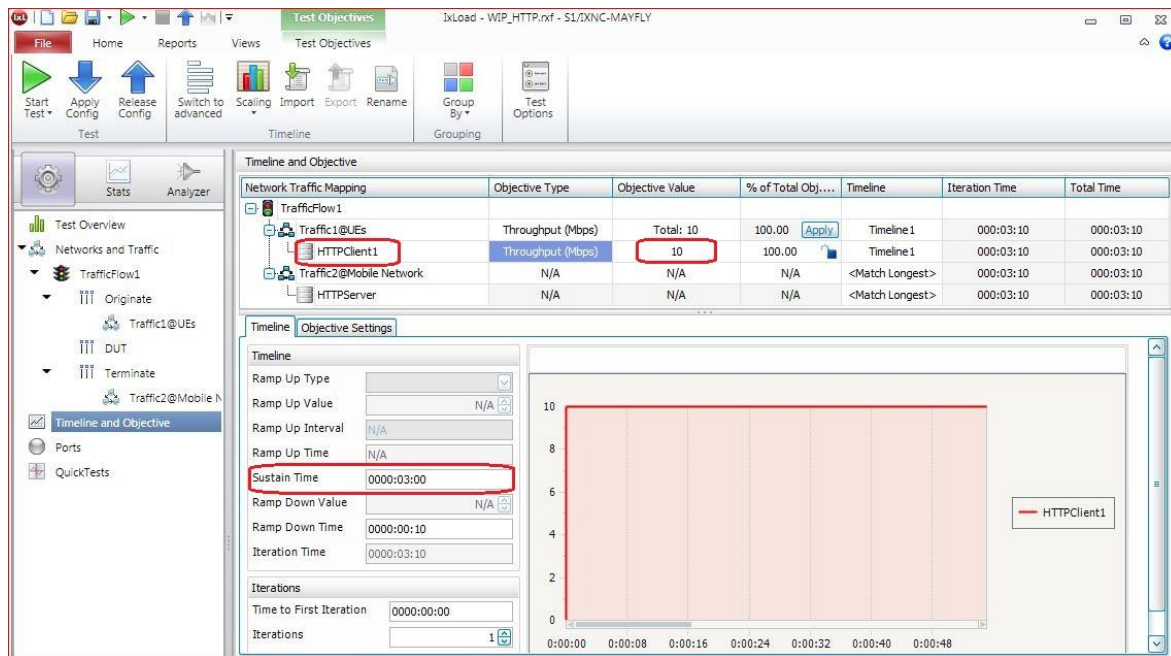 IxL
Test Objectives
IxLoad - WIP_HTTP.rxf - S1/IXNC-MAYFLY
File Home Reports Views Test Objectives
Start Test
Apply Config
Release Config
Switch to advanced
Scaling
Import
Export
Rename
Group By
Test Options
Test Timeline Grouping
Stats
Analyzer
Test Overview
Networks and Traffic
TrafficFlow1
Originate
Traffic1@UEs
DUT
Terminate
Traffic2@Mobile N
Timeline and Objective
Ports
QuickTests
Timeline and Objective
Network Traffic Mapping Objective Type Objective Value % of Total Obj.... Timeline Iteration Time Total Time
TrafficFlow1
Traffic1@UEs Throughput (Mbps) Total: 10 100.00 Apply Timeline1 000:03:10 000:03:10
HTTPClient1 Throughput (Mbps) 10 100.00 Timeline1 000:03:10 000:03:10
Traffic2@Mobile Network N/A N/A N/A <Match Longest> 000:03:10 000:03:10
HTTPServer N/A N/A N/A <Match Longest> 000:03:10 000:03:10
Timeline Objective Settings
Timeline
Ramp Up Type
Ramp Up Value N/A
Ramp Up Interval N/A
Ramp Up Time N/A
Sustain Time 0000:03:00
Ramp Down Value N/A
Ramp Down Time 0000:00:10
Iteration Time 0000:03:10
Iterations
Time to First Iteration 0000:00:00
Iterations 1
10
8
6
4
2
0
0:00:00 0:00:08 0:00:16 0:00:24 0:00:32 0:00:40 0:00:48
HTTPClient1